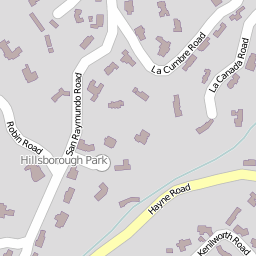 La Cumbre Road
La Canada Road
San Raymundo Road
Robin Road
Hillsborough Park
Hayne Road
Kenilworth Road